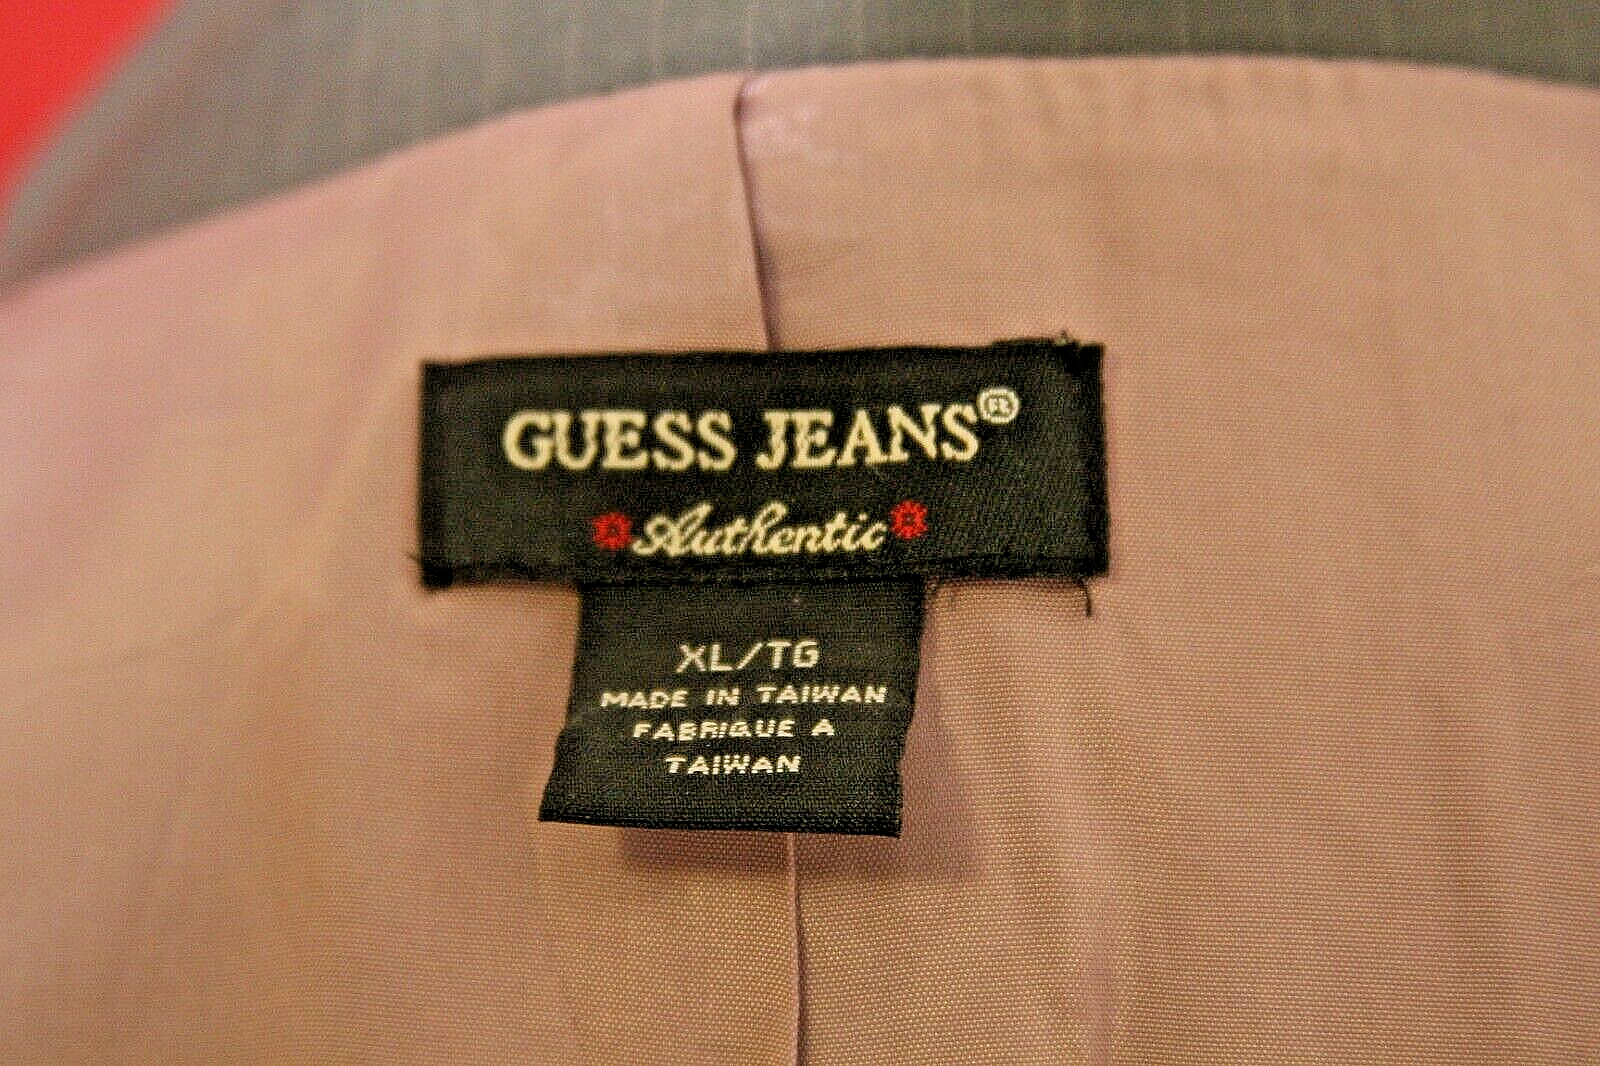 GUESS JEANS®
Authentic
XL/TG
MADE IN TAIWAN
FABRIQUE A
TAIWAN